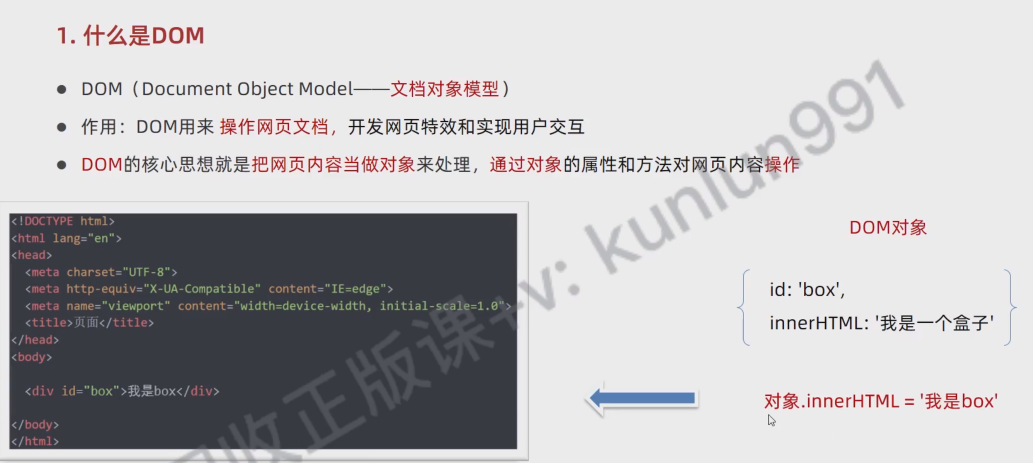 1. 什么是DOM
● DOM（Document Object Model——文档对象模型）
● 作用：DOM用来 操作网页文档，开发网页特效和实现用户交互
● DOM的核心思想就是把网页内容当做对象来处理，通过对象的属性和方法对网页内容操作
<!DOCTYPE html>
<html lang="en">
<head>
<meta charset="UTF-8">
<meta http-equiv="X-UA-Compatible" content="IE=edge">
<meta name="viewport" content="width=device-width, initial-scale=1.0">
<title>页面</title>
</head>
<body>
<div id="box">我是box</div>
</body>
</html>
DOM对象
id: 'box',
innerHTML: '我是一个盒子'
对象.innerHTML = '我是box'
收正版课+v: kunlun991